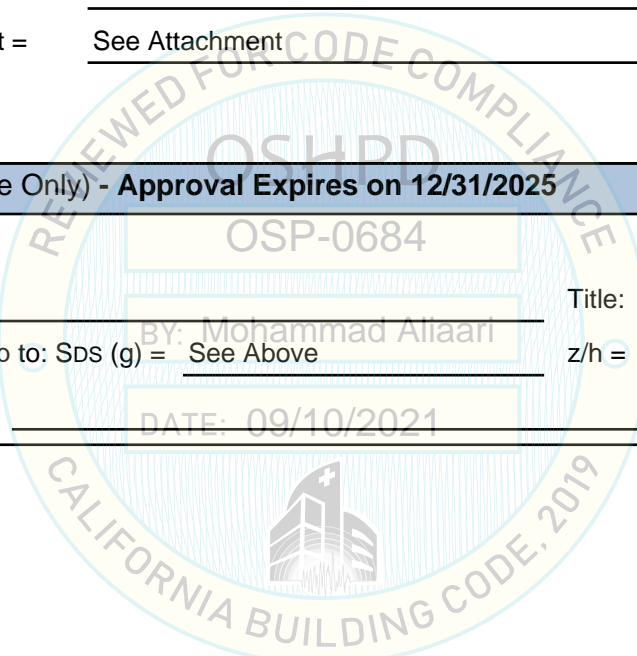 t = See Attachment
REVIEWED FOR CODE COMPLIANCE
OSHPD
e Only) - Approval Expires on 12/31/2025
OSP-0684
Title:
BY: Mohammad Aliaari
o to: SDS (g) = See Above z/h =
DATE: 09/10/2021
CALIFORNIA BUILDING CODE, 2019